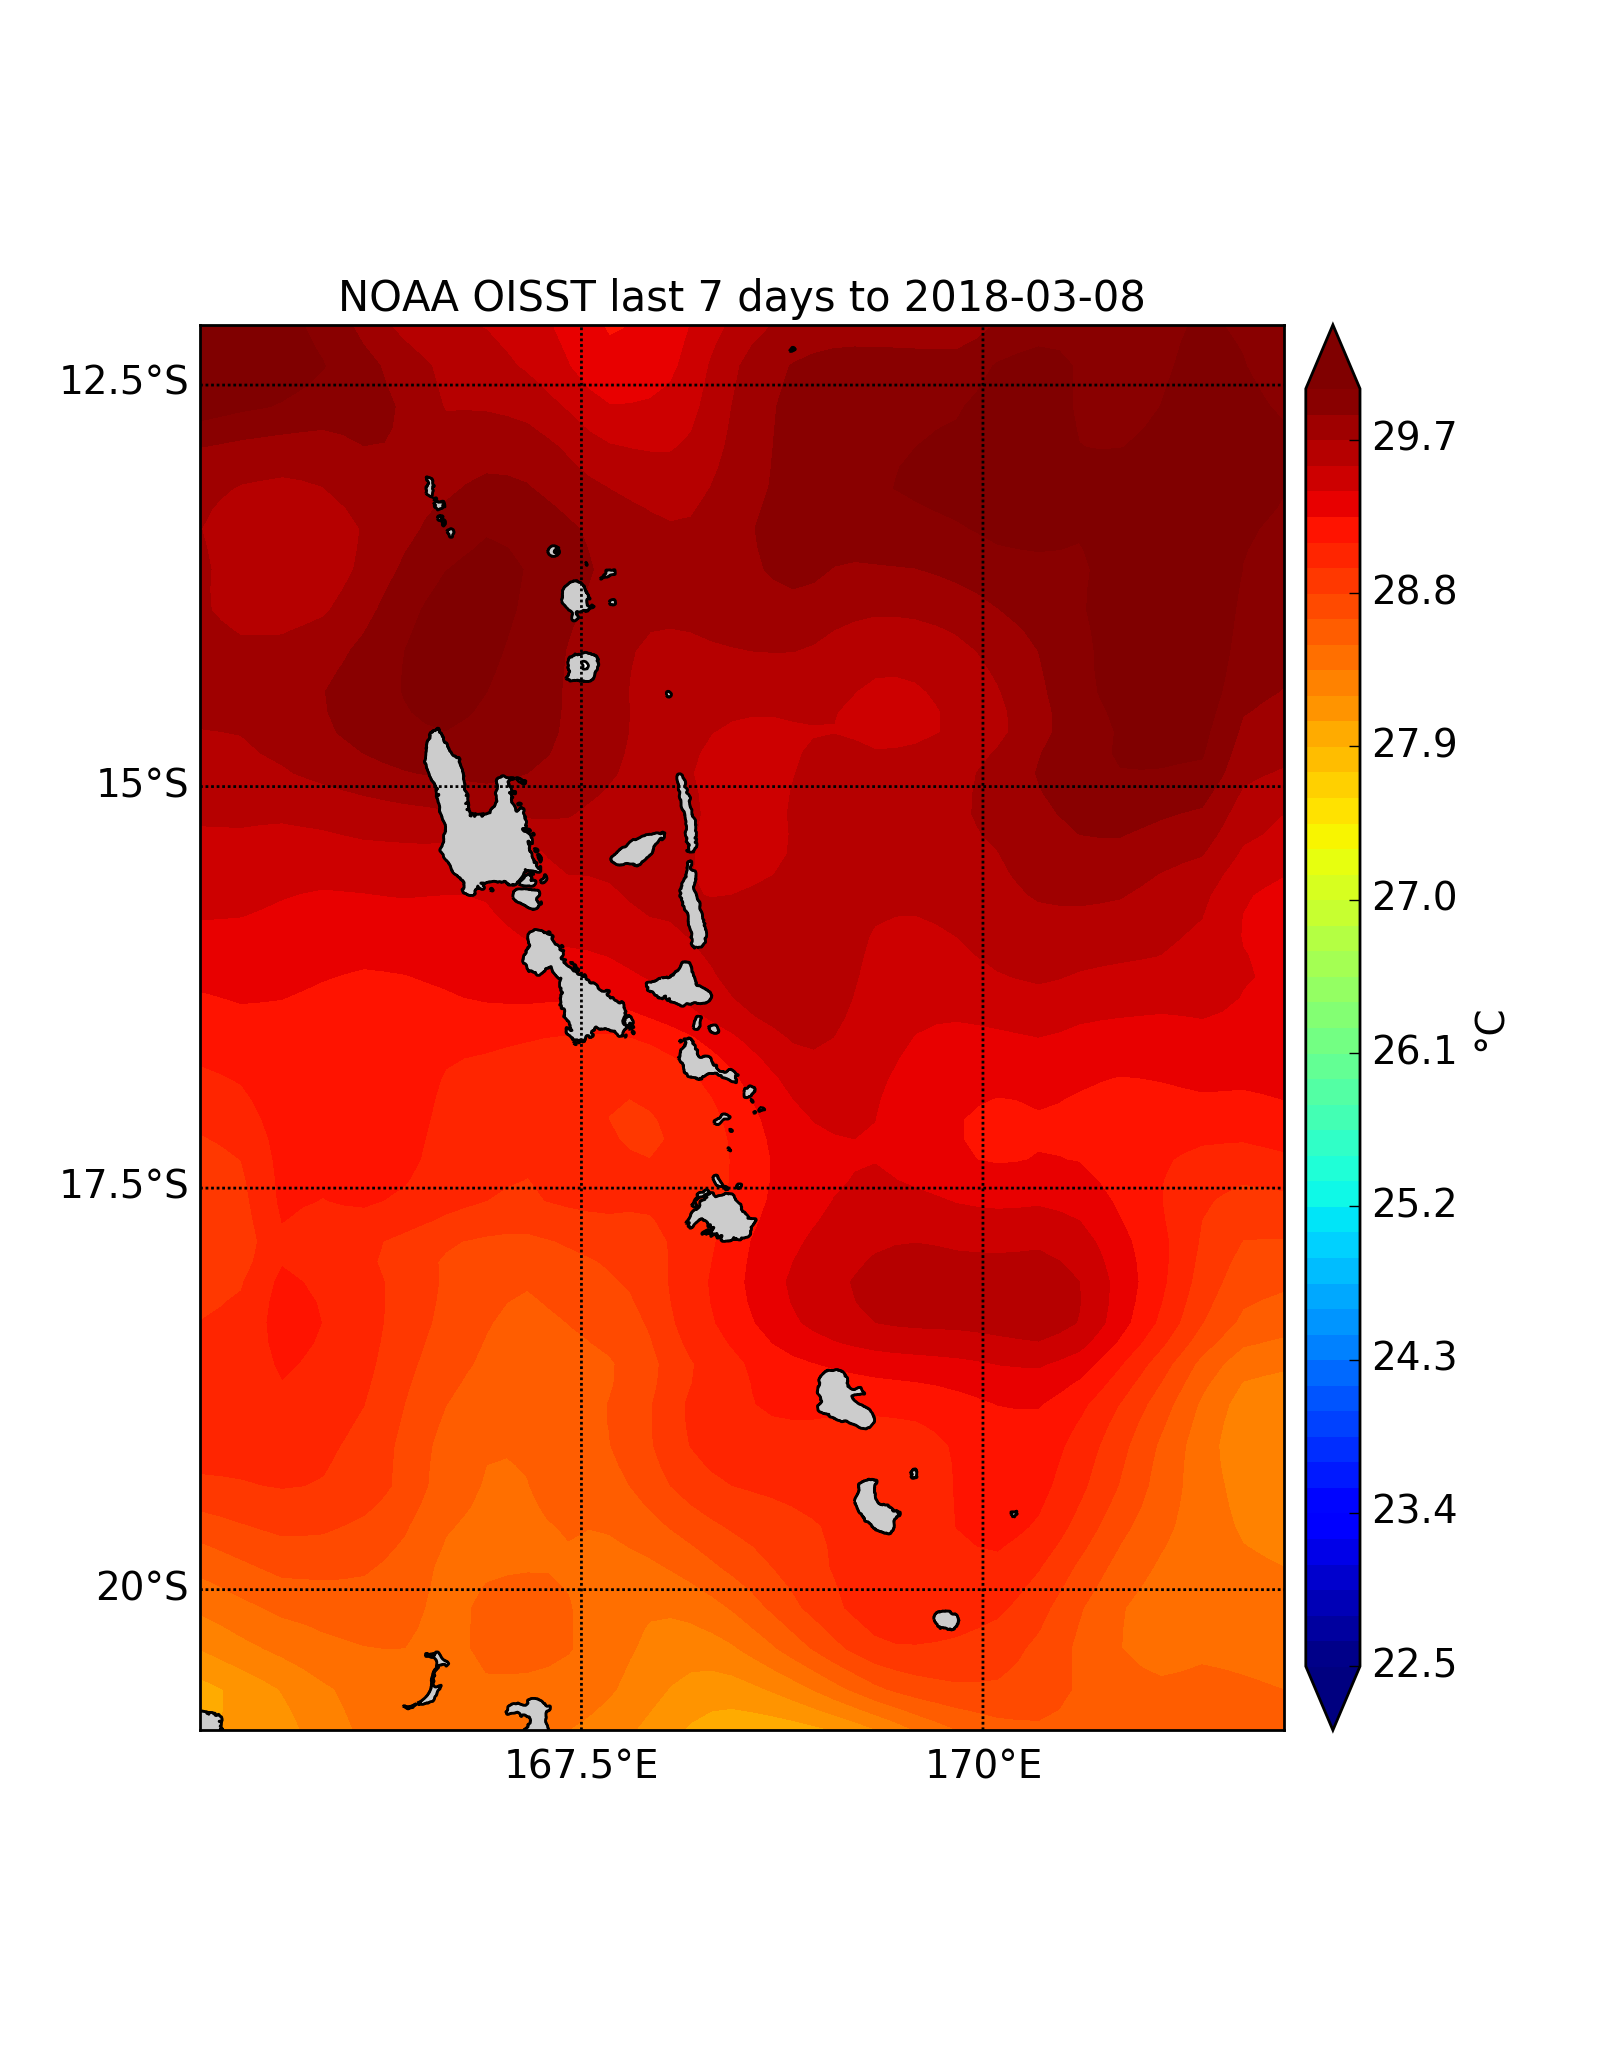 NOAA OISST last 7 days to 2018-03-08
12.5°S
15°S
17.5°S
20°S
167.5°E
170°E
29.7
28.8
27.9
27.0
26.1
25.2
24.3
23.4
22.5
°C